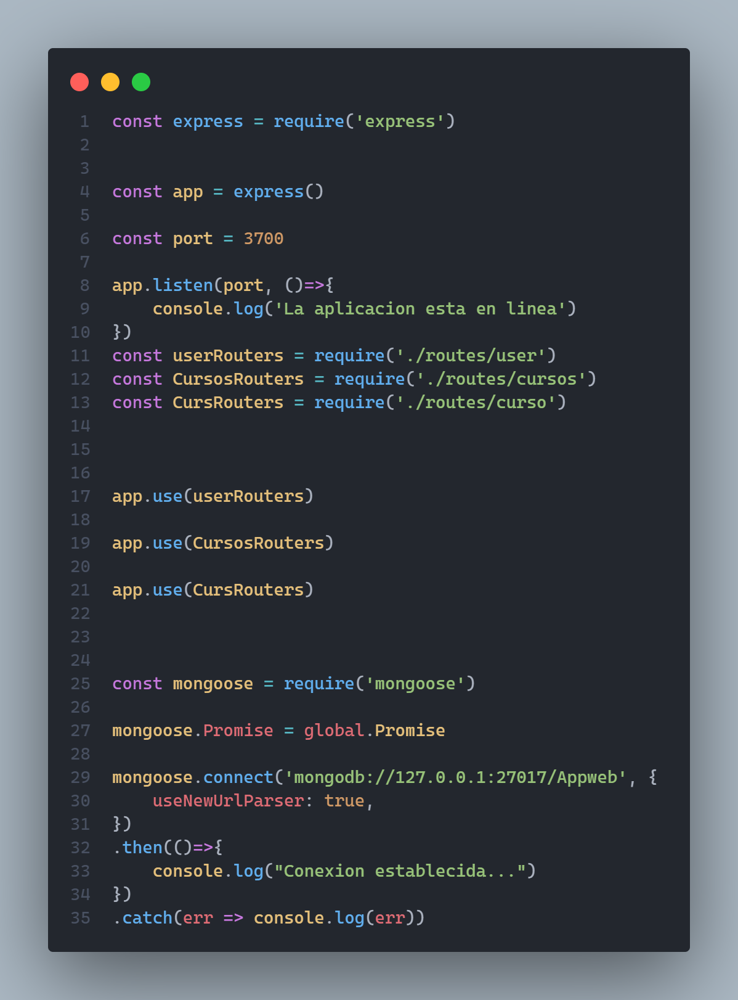 1 const express = require('express')
2
3
4 const app = express()
5
6 const port = 3700
7
8 app.listen(port, ()=>{
9     console.log('La aplicacion esta en linea')
10 })
11 const userRouters = require('./routes/user')
12 const CursosRouters = require('./routes/cursos')
13 const CursRouters = require('./routes/curso')
14
15
16
17 app.use(userRouters)
18
19 app.use(CursosRouters)
20
21 app.use(CursRouters)
22
23
24
25 const mongoose = require('mongoose')
26
27 mongoose.Promise = global.Promise
28
29 mongoose.connect('mongodb://127.0.0.1:27017/Appweb', {
30     useNewUrlParser: true,
31 })
32 .then(()=>{
33     console.log("Conexion establecida...")
34 })
35 .catch(err => console.log(err))